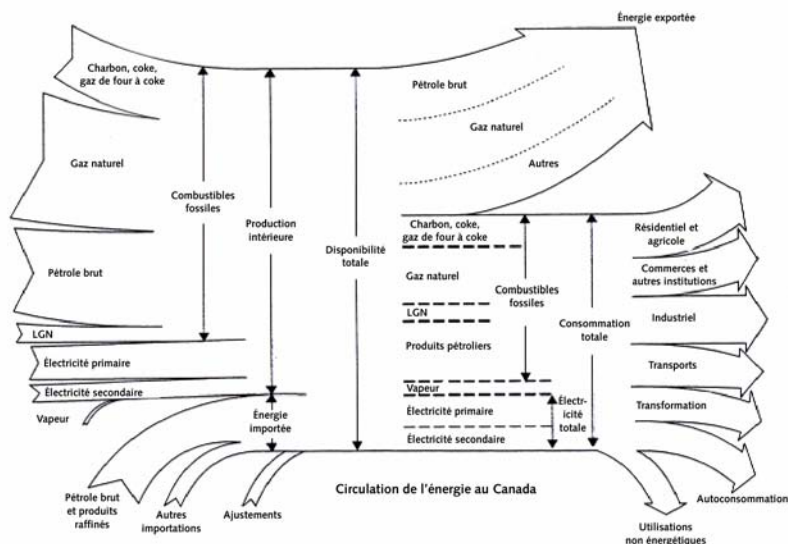 Énergie exportée
Charbon, coke,
gaz de four à coke
Pétrole brut
Gaz naturel
Autres
Gaz naturel
Combustibles
fossiles
Production
intérieure
Disponibilité
totale
Charbon, coke,
gaz de four à coke
Résidentiel et
agricole
Pétrole brut
Gaz naturel
Combustibles
fossiles
Commerces et
autres institutions
LGN
Consommation
totale
Industriel
LGN
Produits pétroliers
Électricité primaire
Transports
Électricité secondaire
Vapeur
Électr-
icité
totale
Vapeur
Énergie
importée
Électricité primaire
Transformation
Électricité secondaire
Pétrole brut
et produits
raffinés
Autres
importations
Ajustements
Circulation de l'énergie au Canada
Autoconsommation
Utilisations
non énergétiques